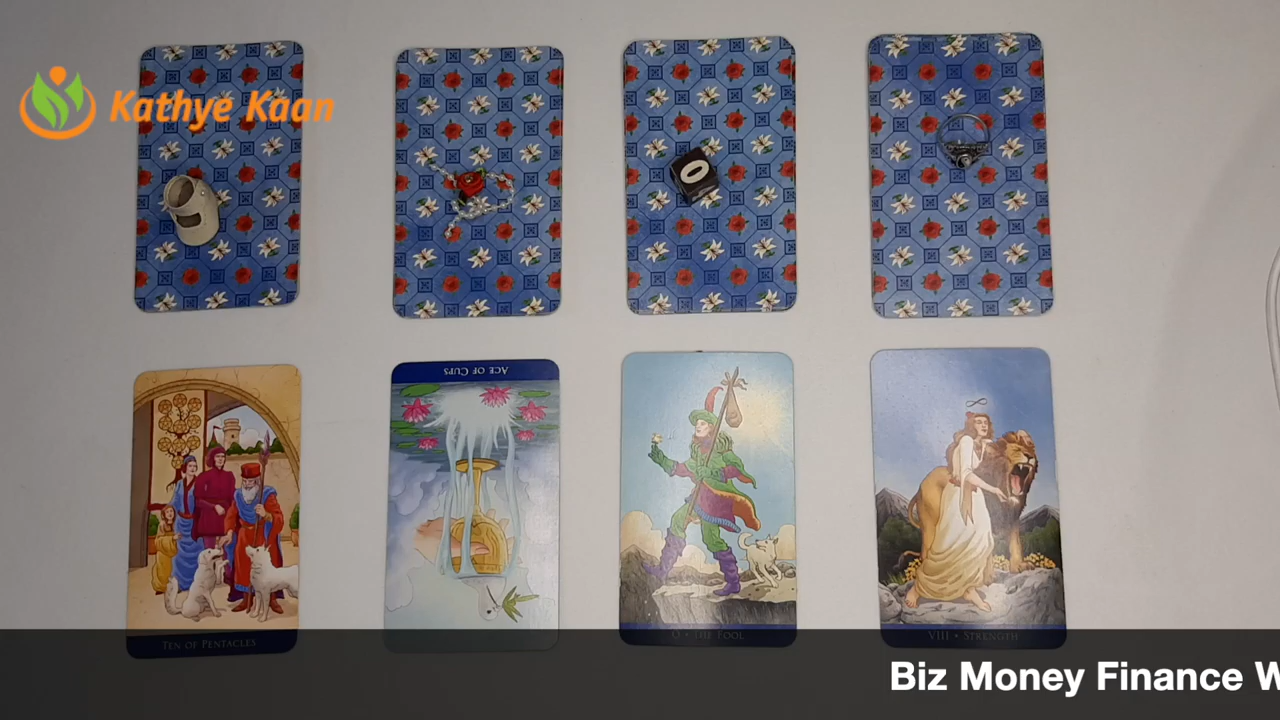 Kathye Kaan
ACE OF CUPS
TEN OF PENTACLES
0 • THE FOOL
VIII • STRENGTH
Biz Money Finance W